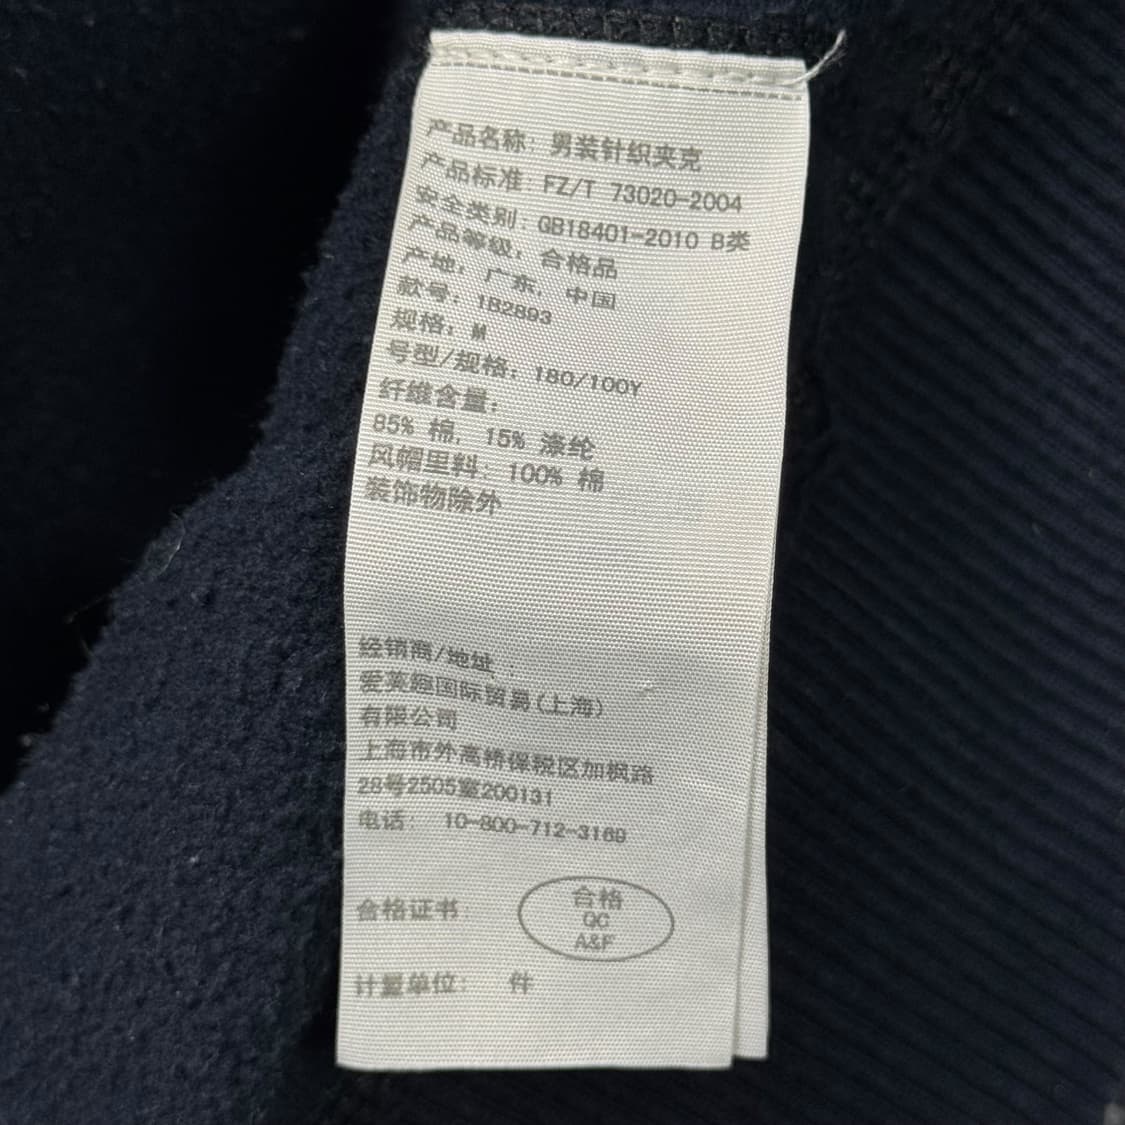 产品名称: 男装针织夹克
产品标准: FZ/T 73020-2004
安全类别: GB18401-2010 B类
产品等级: 合格品
产地: 广东, 中国
款号: 1B2893
规格: M
号型/规格: 180/100Y
纤维含量:
85% 棉, 15% 涤纶
风帽里料: 100% 棉
装饰物除外
经销商/地址:
爱芙趣国际贸易(上海)
有限公司
上海市外高桥保税区加枫路
28号2505室200131
电话: 10-800-712-3169
合格证书:
合格
QC
A&F
计量单位: 件